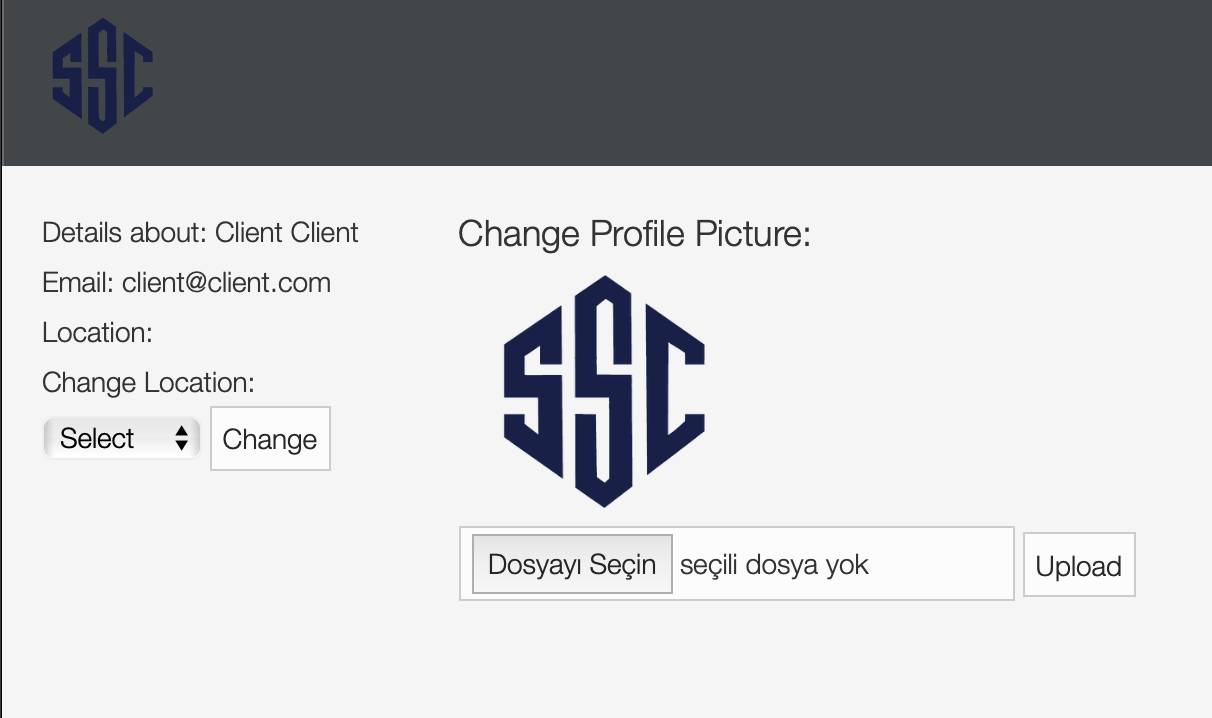 SSC
Details about: Client Client
Email: client@client.com
Location:
Change Location:
Select
Change
Change Profile Picture:
SSC
Dosyayı Seçin seçili dosya yok
Upload